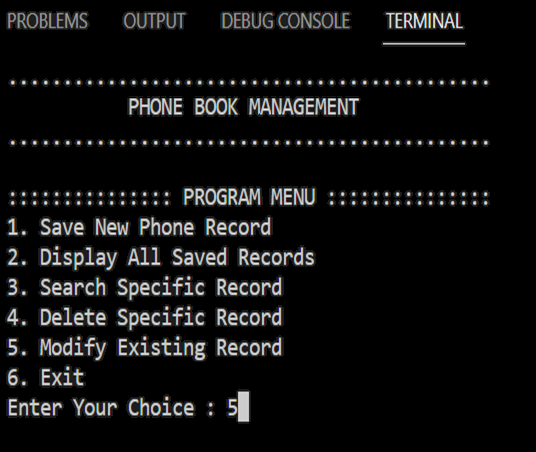 PROBLEMS OUTPUT DEBUG CONSOLE TERMINAL
............................................
PHONE BOOK MANAGEMENT
............................................
::::::::::::::: PROGRAM MENU :::::::::::::::
1. Save New Phone Record
2. Display All Saved Records
3. Search Specific Record
4. Delete Specific Record
5. Modify Existing Record
6. Exit
Enter Your Choice : 5